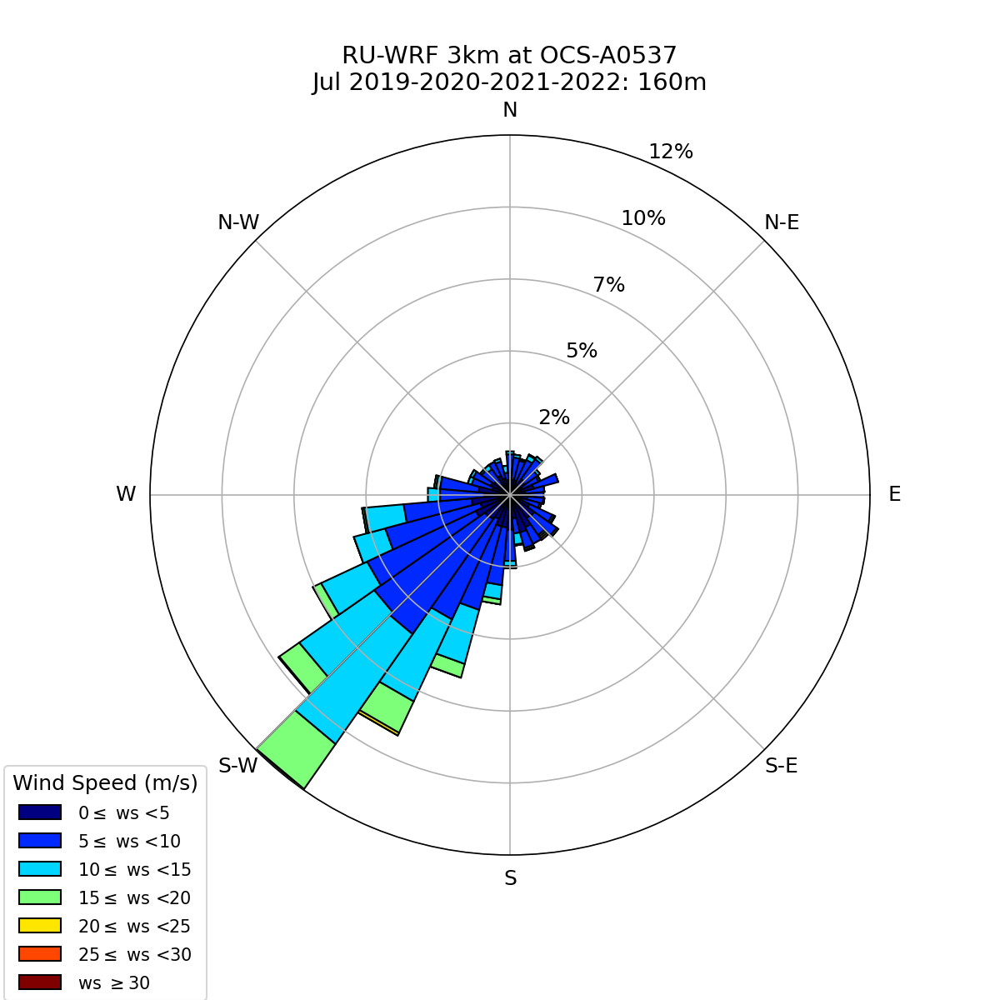 RU-WRF 3km at OCS-A0537
Jul 2019-2020-2021-2022: 160m
N
12%
10%
N-W
N-E
7%
5%
2%
W
E
S-W
S-E
S
Wind Speed (m/s)
0 ≤ ws <5
5 ≤ ws <10
10 ≤ ws <15
15 ≤ ws <20
20 ≤ ws <25
25 ≤ ws <30
ws ≥ 30